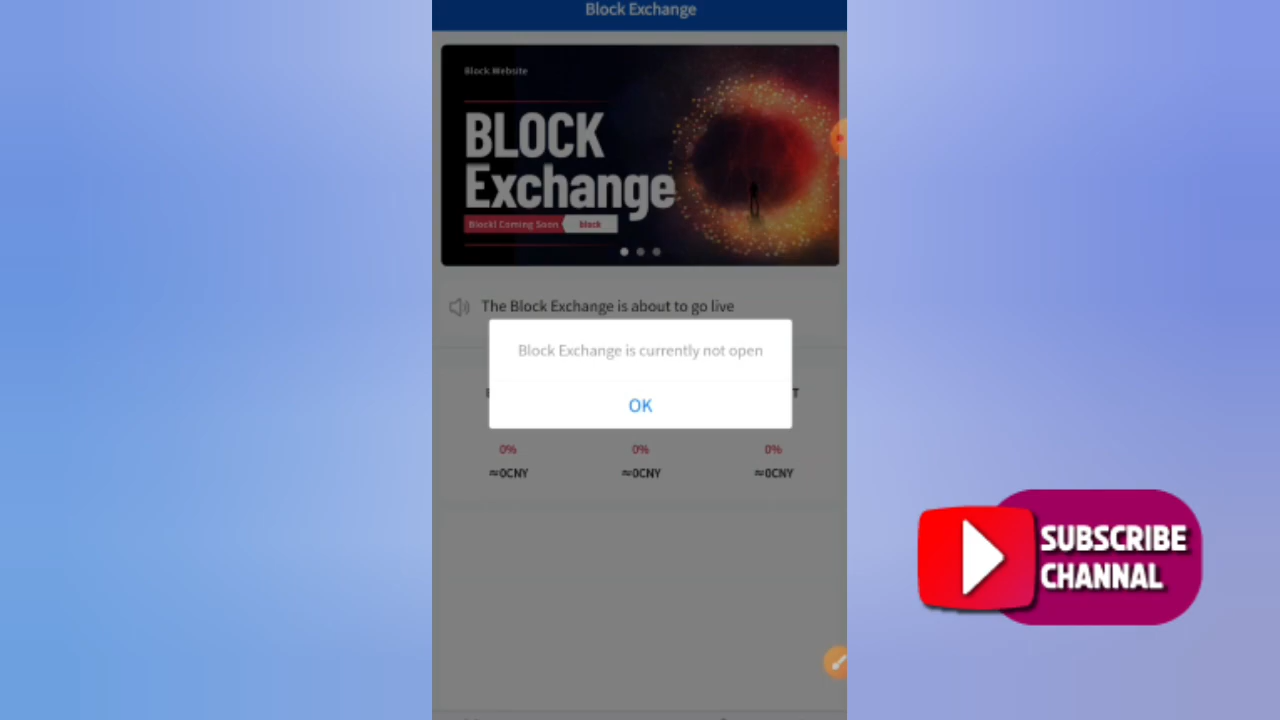 Block Exchange
Block.Website
BLOCK
Exchange
Block! Coming Soon
block
The Block Exchange is about to go live
Block Exchange is currently not open
OK
0% 0% 0%
≈0CNY ≈0CNY ≈0CNY
SUBSCRIBE
CHANNAL